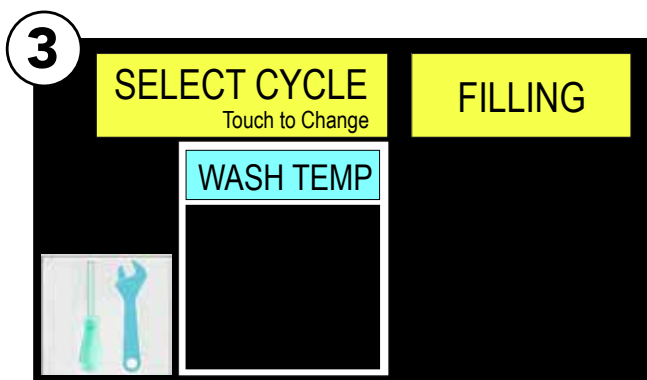 3
SELECT CYCLE
Touch to Change
FILLING
WASH TEMP